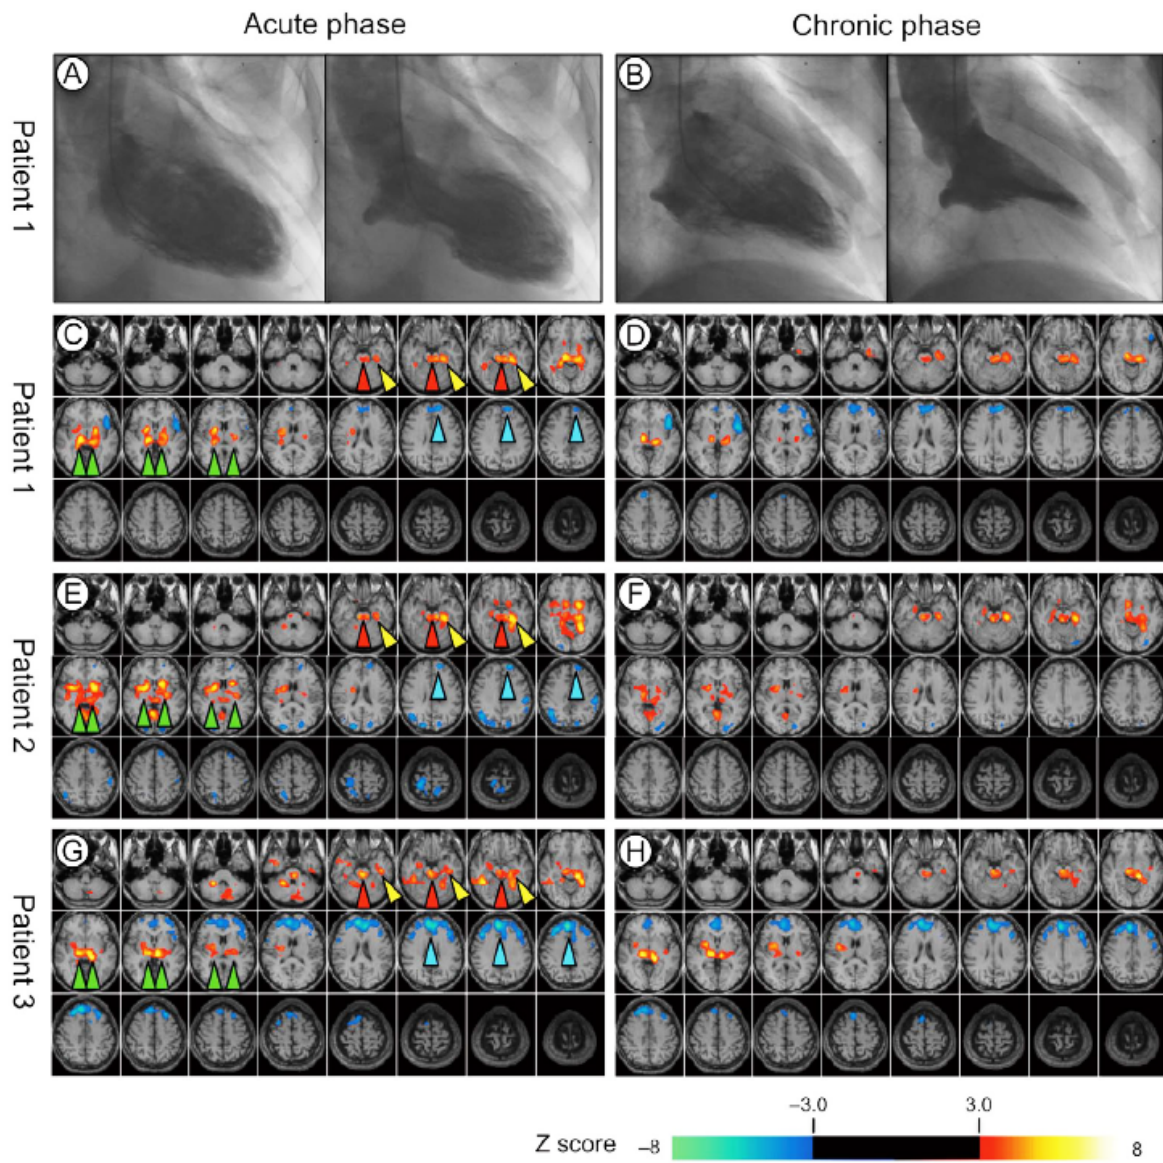 Acute phase
Chronic phase
A
B
Patient 1
C
D
Patient 1
E
F
Patient 2
G
H
Patient 3
−3.0
3.0
Z score
−8
8